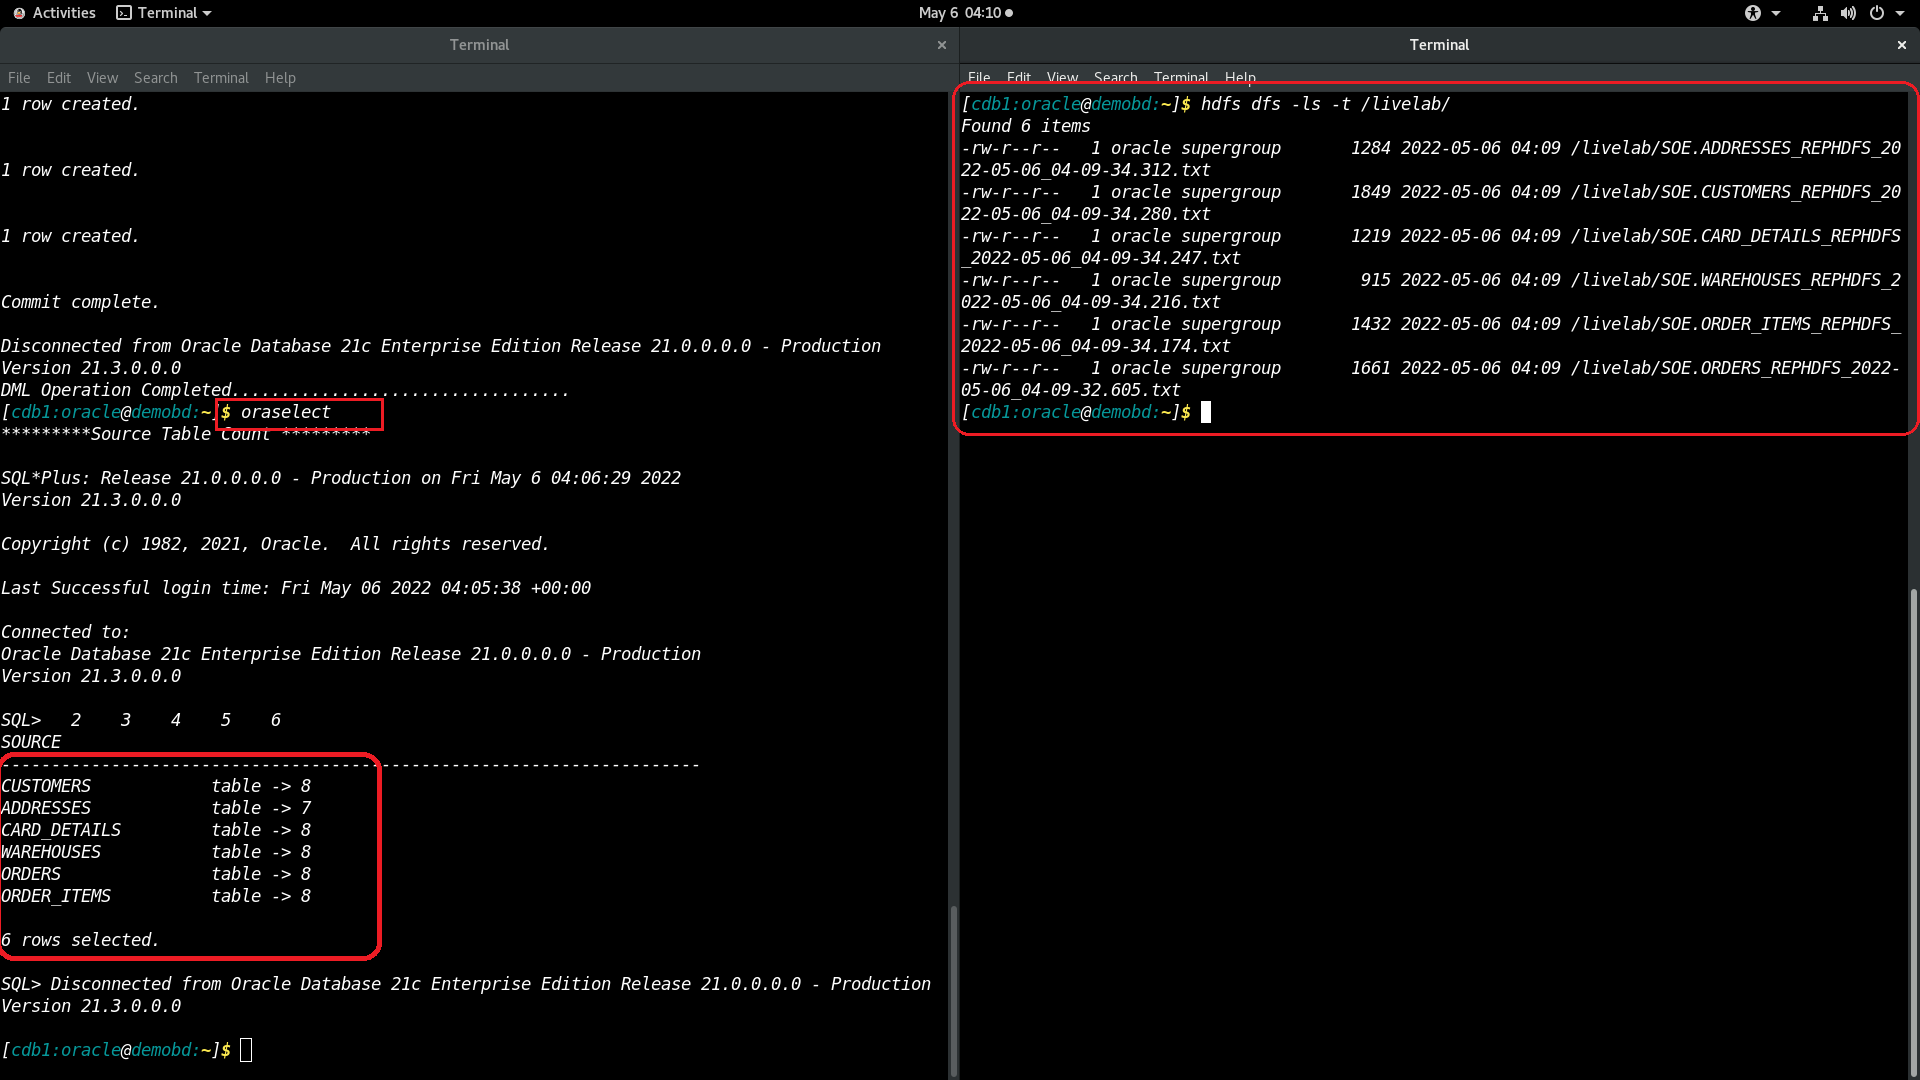 Activities Terminal May 6 04:10
Terminal
File Edit View Search Terminal Help
1 row created.
1 row created.
1 row created.
Commit complete.
Disconnected from Oracle Database 21c Enterprise Edition Release 21.0.0.0.0 - Production
Version 21.3.0.0.0
DML Operation Completed..................................
[cdb1:oracle@demobd:~]$ oraselect
*********Source Table Count *********
SQL*Plus: Release 21.0.0.0.0 - Production on Fri May 6 04:06:29 2022
Version 21.3.0.0.0
Copyright (c) 1982, 2021, Oracle.  All rights reserved.
Last Successful login time: Fri May 06 2022 04:05:38 +00:00
Connected to:
Oracle Database 21c Enterprise Edition Release 21.0.0.0.0 - Production
Version 21.3.0.0.0
SQL>   2    3    4    5    6
SOURCE
----------------------------------------------------------------------
CUSTOMERS            table -> 8
ADDRESSES            table -> 7
CARD_DETAILS         table -> 8
WAREHOUSES           table -> 8
ORDERS               table -> 8
ORDER_ITEMS          table -> 8
6 rows selected.
SQL> Disconnected from Oracle Database 21c Enterprise Edition Release 21.0.0.0.0 - Production
Version 21.3.0.0.0
[cdb1:oracle@demobd:~]$
Terminal
File Edit View Search Terminal Help
[cdb1:oracle@demobd:~]$ hdfs dfs -ls -t /livelab/
Found 6 items
-rw-r--r--   1 oracle supergroup       1284 2022-05-06 04:09 /livelab/SOE.ADDRESSES_REPHDFS_20
22-05-06_04-09-34.312.txt
-rw-r--r--   1 oracle supergroup       1849 2022-05-06 04:09 /livelab/SOE.CUSTOMERS_REPHDFS_20
22-05-06_04-09-34.280.txt
-rw-r--r--   1 oracle supergroup       1219 2022-05-06 04:09 /livelab/SOE.CARD_DETAILS_REPHDFS
_2022-05-06_04-09-34.247.txt
-rw-r--r--   1 oracle supergroup        915 2022-05-06 04:09 /livelab/SOE.WAREHOUSES_REPHDFS_2
022-05-06_04-09-34.216.txt
-rw-r--r--   1 oracle supergroup       1432 2022-05-06 04:09 /livelab/SOE.ORDER_ITEMS_REPHDFS_
2022-05-06_04-09-34.174.txt
-rw-r--r--   1 oracle supergroup       1661 2022-05-06 04:09 /livelab/SOE.ORDERS_REPHDFS_2022-
05-06_04-09-32.605.txt
[cdb1:oracle@demobd:~]$